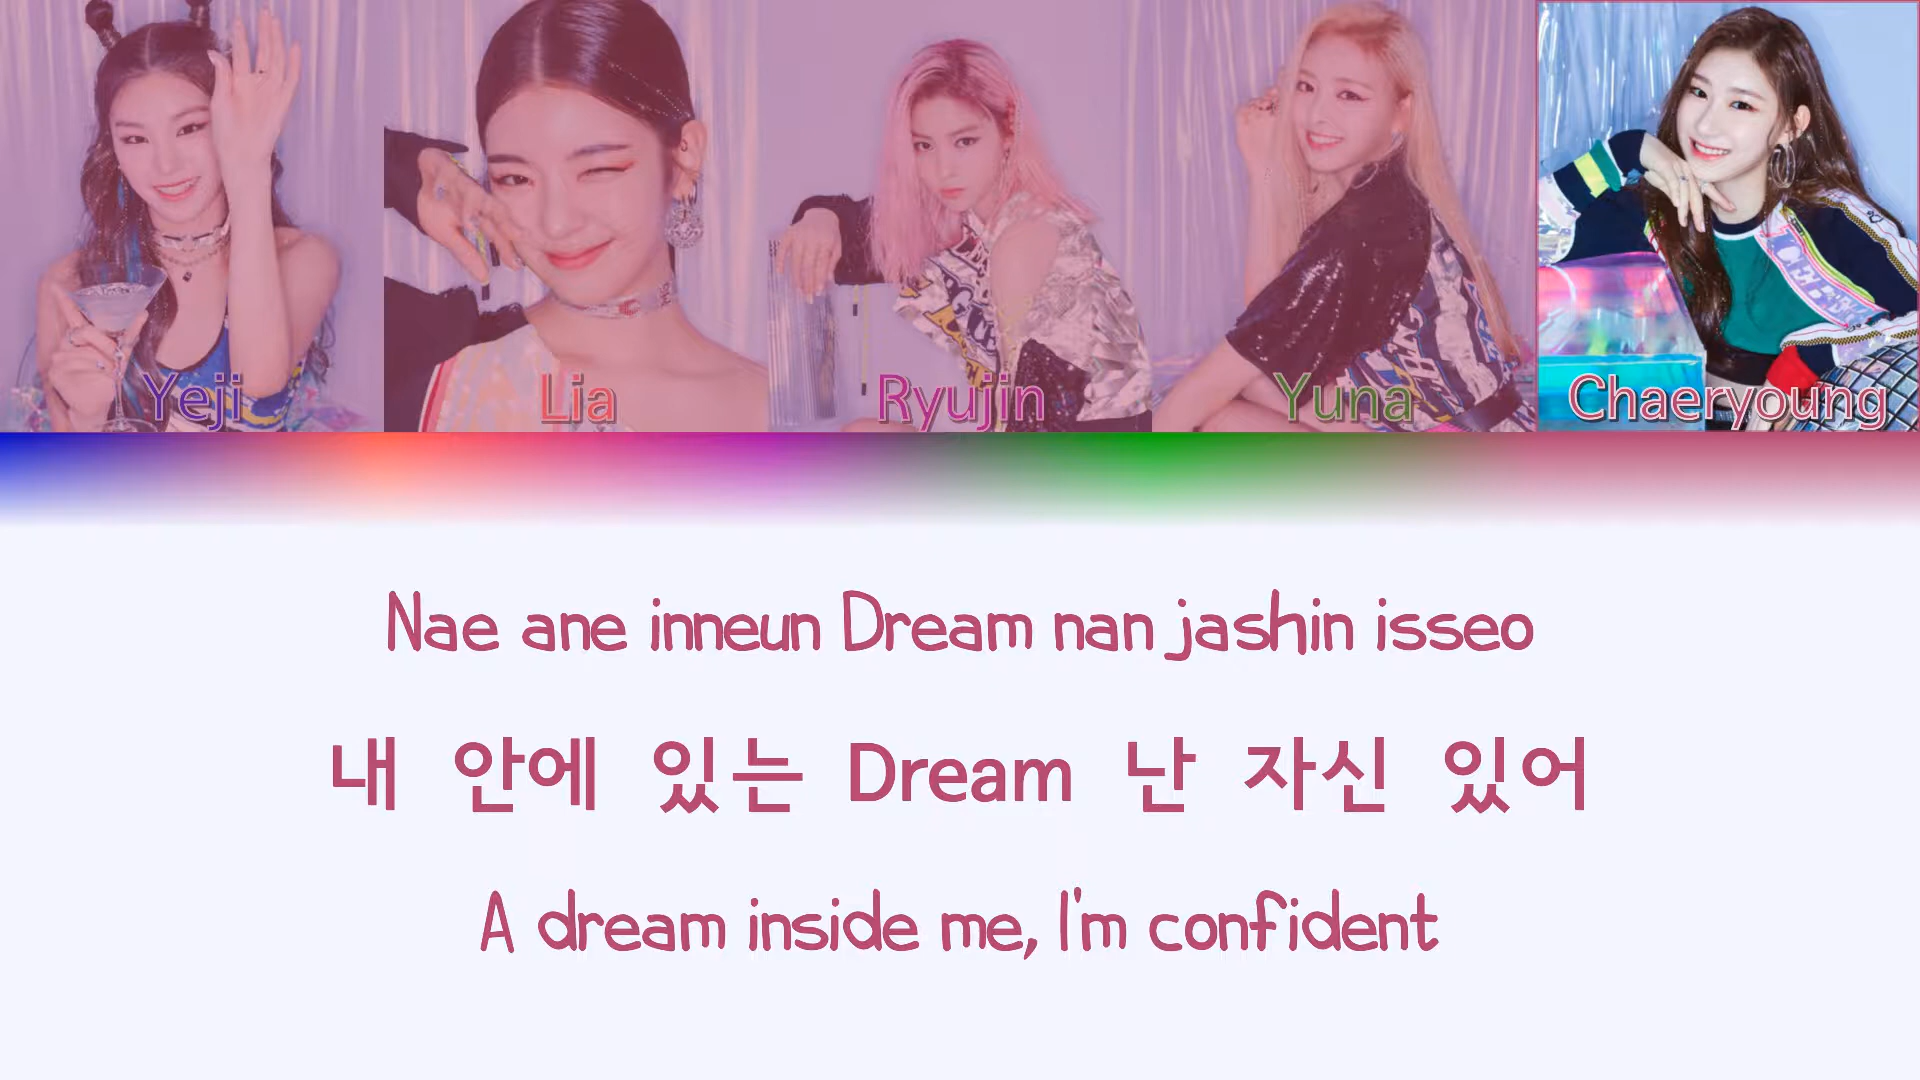 Yeji
Lia
Ryujin
Yuna
Chaeryoung
Nae ane inneun Dream nan jashin isseo
내 안에 있는 Dream 난 자신 있어
A dream inside me, I'm confident